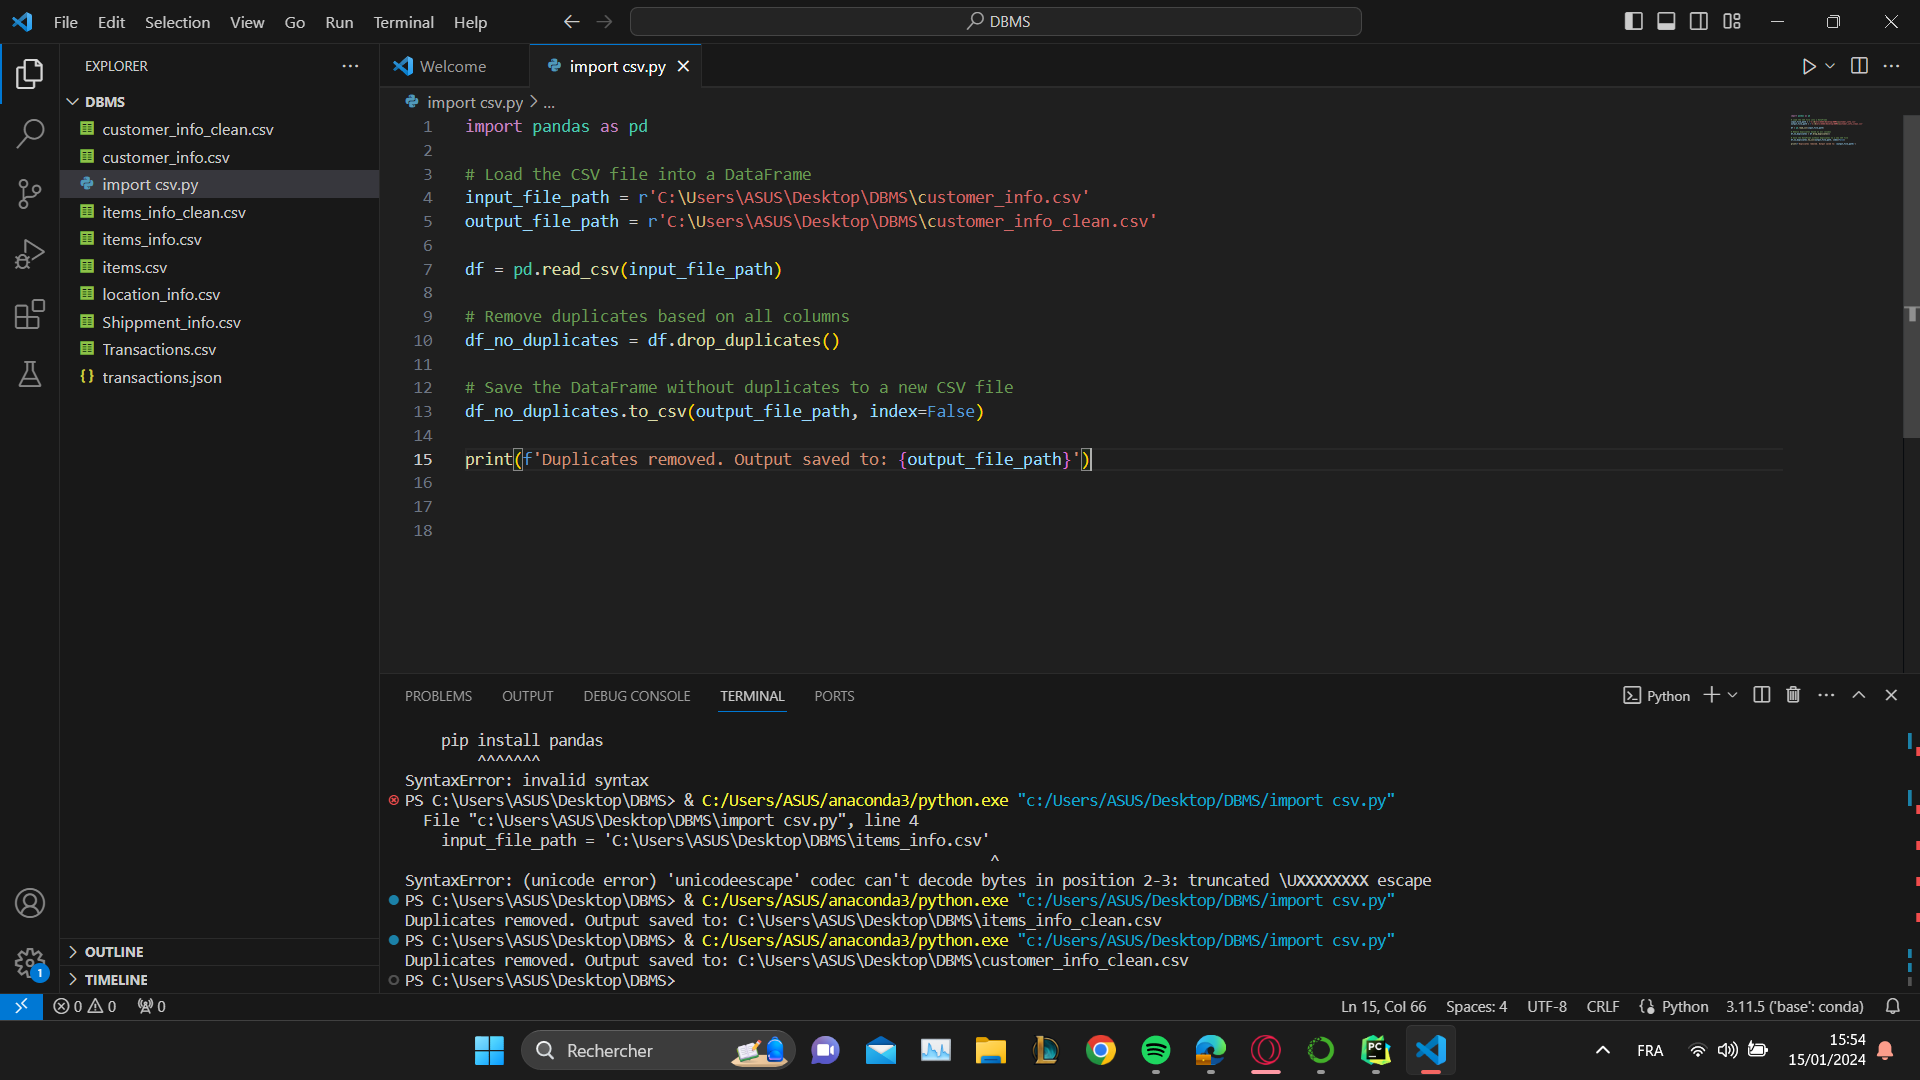 File Edit Selection View Go Run Terminal Help
DBMS
EXPLORER
DBMS
customer_info_clean.csv
customer_info.csv
import csv.py
items_info_clean.csv
items_info.csv
items.csv
location_info.csv
Shippment_info.csv
Transactions.csv
{} transactions.json
OUTLINE
TIMELINE
Welcome
import csv.py
import csv.py > ...
1 import pandas as pd
2
3 # Load the CSV file into a DataFrame
4 input_file_path = r'C:\Users\ASUS\Desktop\DBMS\customer_info.csv'
5 output_file_path = r'C:\Users\ASUS\Desktop\DBMS\customer_info_clean.csv'
6
7 df = pd.read_csv(input_file_path)
8
9 # Remove duplicates based on all columns
10 df_no_duplicates = df.drop_duplicates()
11
12 # Save the DataFrame without duplicates to a new CSV file
13 df_no_duplicates.to_csv(output_file_path, index=False)
14
15 print(f'Duplicates removed. Output saved to: {output_file_path}')
16
17
18
PROBLEMS OUTPUT DEBUG CONSOLE TERMINAL PORTS
Python
pip install pandas
^^^^^^^
SyntaxError: invalid syntax
PS C:\Users\ASUS\Desktop\DBMS> & C:/Users/ASUS/anaconda3/python.exe "c:/Users/ASUS/Desktop/DBMS/import csv.py"
File "c:\Users\ASUS\Desktop\DBMS\import csv.py", line 4
input_file_path = 'C:\Users\ASUS\Desktop\DBMS\items_info.csv'
^
SyntaxError: (unicode error) 'unicodeescape' codec can't decode bytes in position 2-3: truncated \UXXXXXXXX escape
PS C:\Users\ASUS\Desktop\DBMS> & C:/Users/ASUS/anaconda3/python.exe "c:/Users/ASUS/Desktop/DBMS/import csv.py"
Duplicates removed. Output saved to: C:\Users\ASUS\Desktop\DBMS\items_info_clean.csv
PS C:\Users\ASUS\Desktop\DBMS> & C:/Users/ASUS/anaconda3/python.exe "c:/Users/ASUS/Desktop/DBMS/import csv.py"
Duplicates removed. Output saved to: C:\Users\ASUS\Desktop\DBMS\customer_info_clean.csv
PS C:\Users\ASUS\Desktop\DBMS>
1
0 0 0
Ln 15, Col 66 Spaces: 4 UTF-8 CRLF Python 3.11.5 ('base': conda)
Rechercher
PC
FRA
15:54
15/01/2024